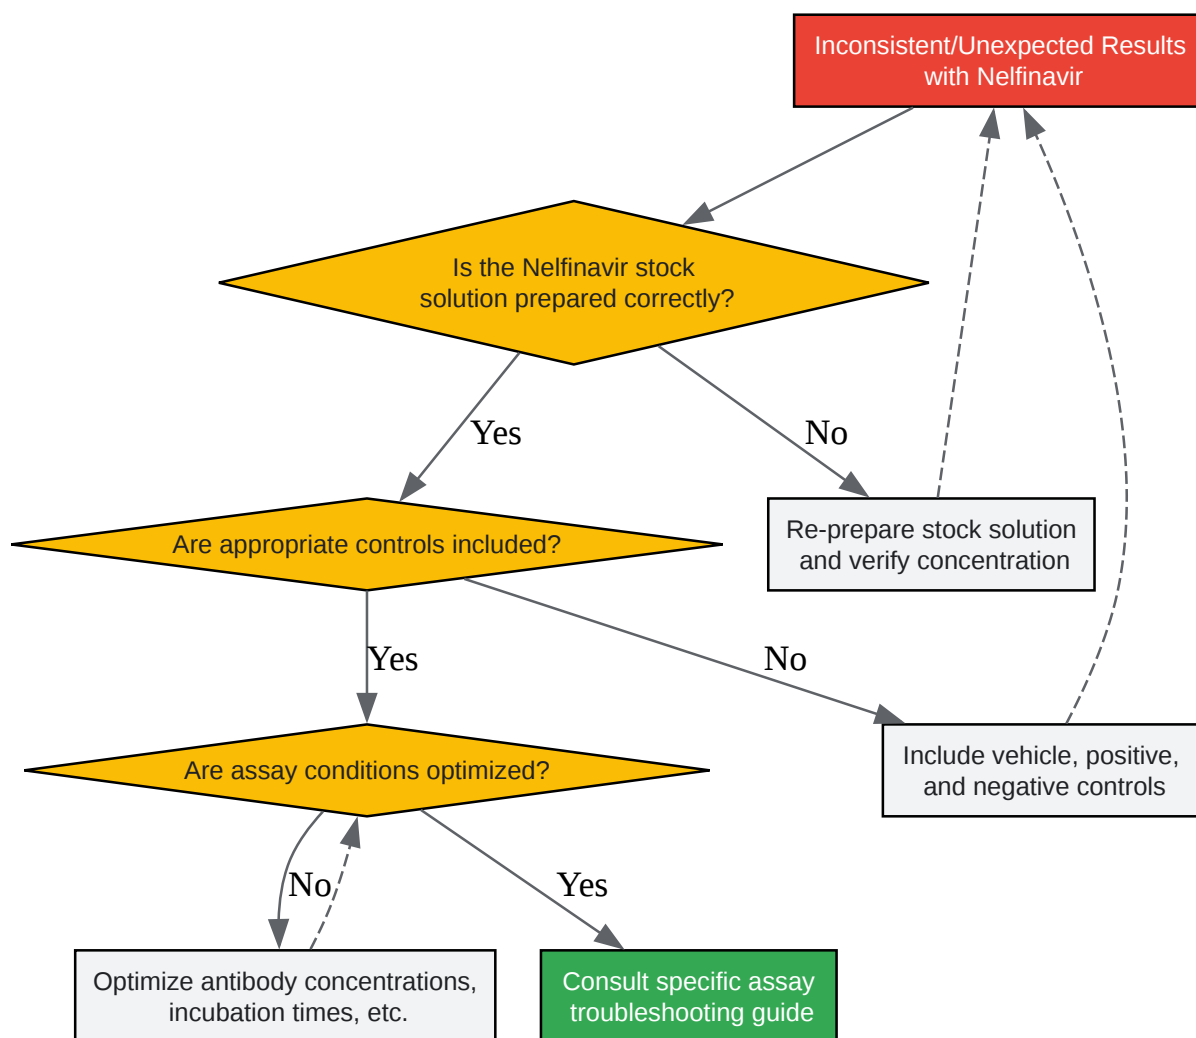 Inconsistent/Unexpected Results
with Nelfinavir
Is the Nelfinavir stock
solution prepared correctly?
Yes
No
Re-prepare stock solution
and verify concentration
Are appropriate controls included?
Yes
No
Include vehicle, positive,
and negative controls
Are assay conditions optimized?
No
Yes
Optimize antibody concentrations,
incubation times, etc.
Consult specific assay
troubleshooting guide